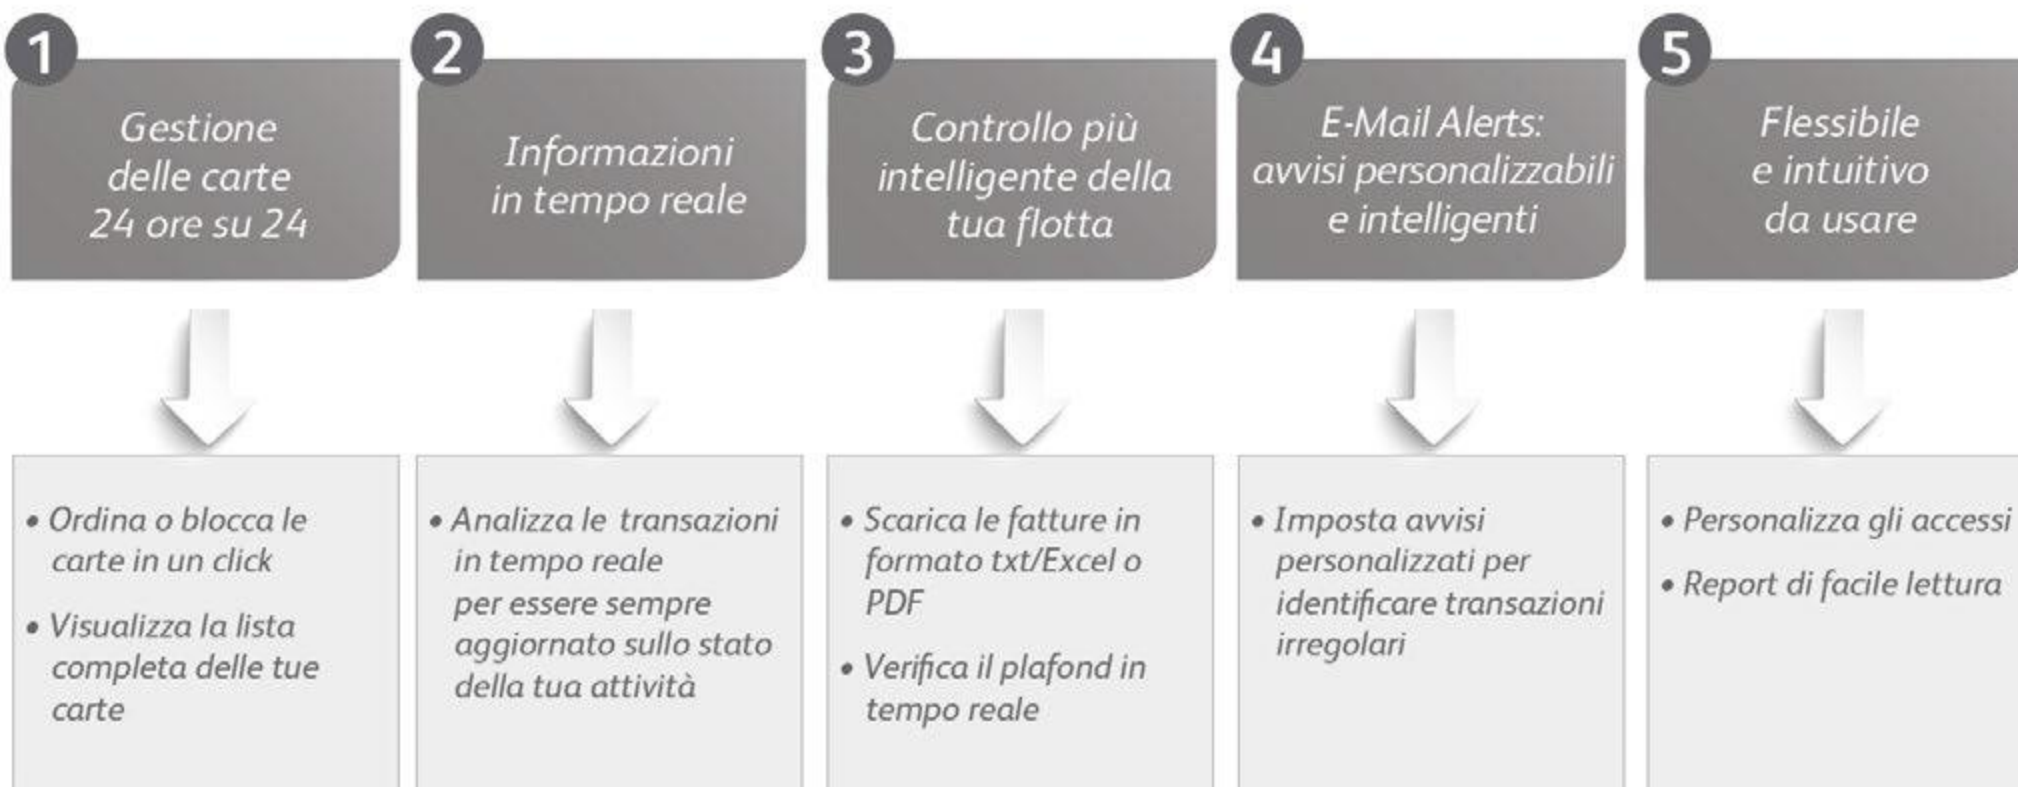 1
Gestione
delle carte
24 ore su 24
2
Informazioni
in tempo reale
3
Controllo più
intelligente della
tua flotta
4
E-Mail Alerts:
avvisi personalizzabili
e intelligenti
5
Flessibile
e intuitivo
da usare
• Ordina o blocca le
carte in un click
• Visualizza la lista
completa delle tue
carte
• Analizza le transazioni
in tempo reale
per essere sempre
aggiornato sullo stato
della tua attività
• Scarica le fatture in
formato txt/Excel o
PDF
• Verifica il plafond in
tempo reale
• Imposta avvisi
personalizzati per
identificare transazioni
irregolari
• Personalizza gli accessi
• Report di facile lettura